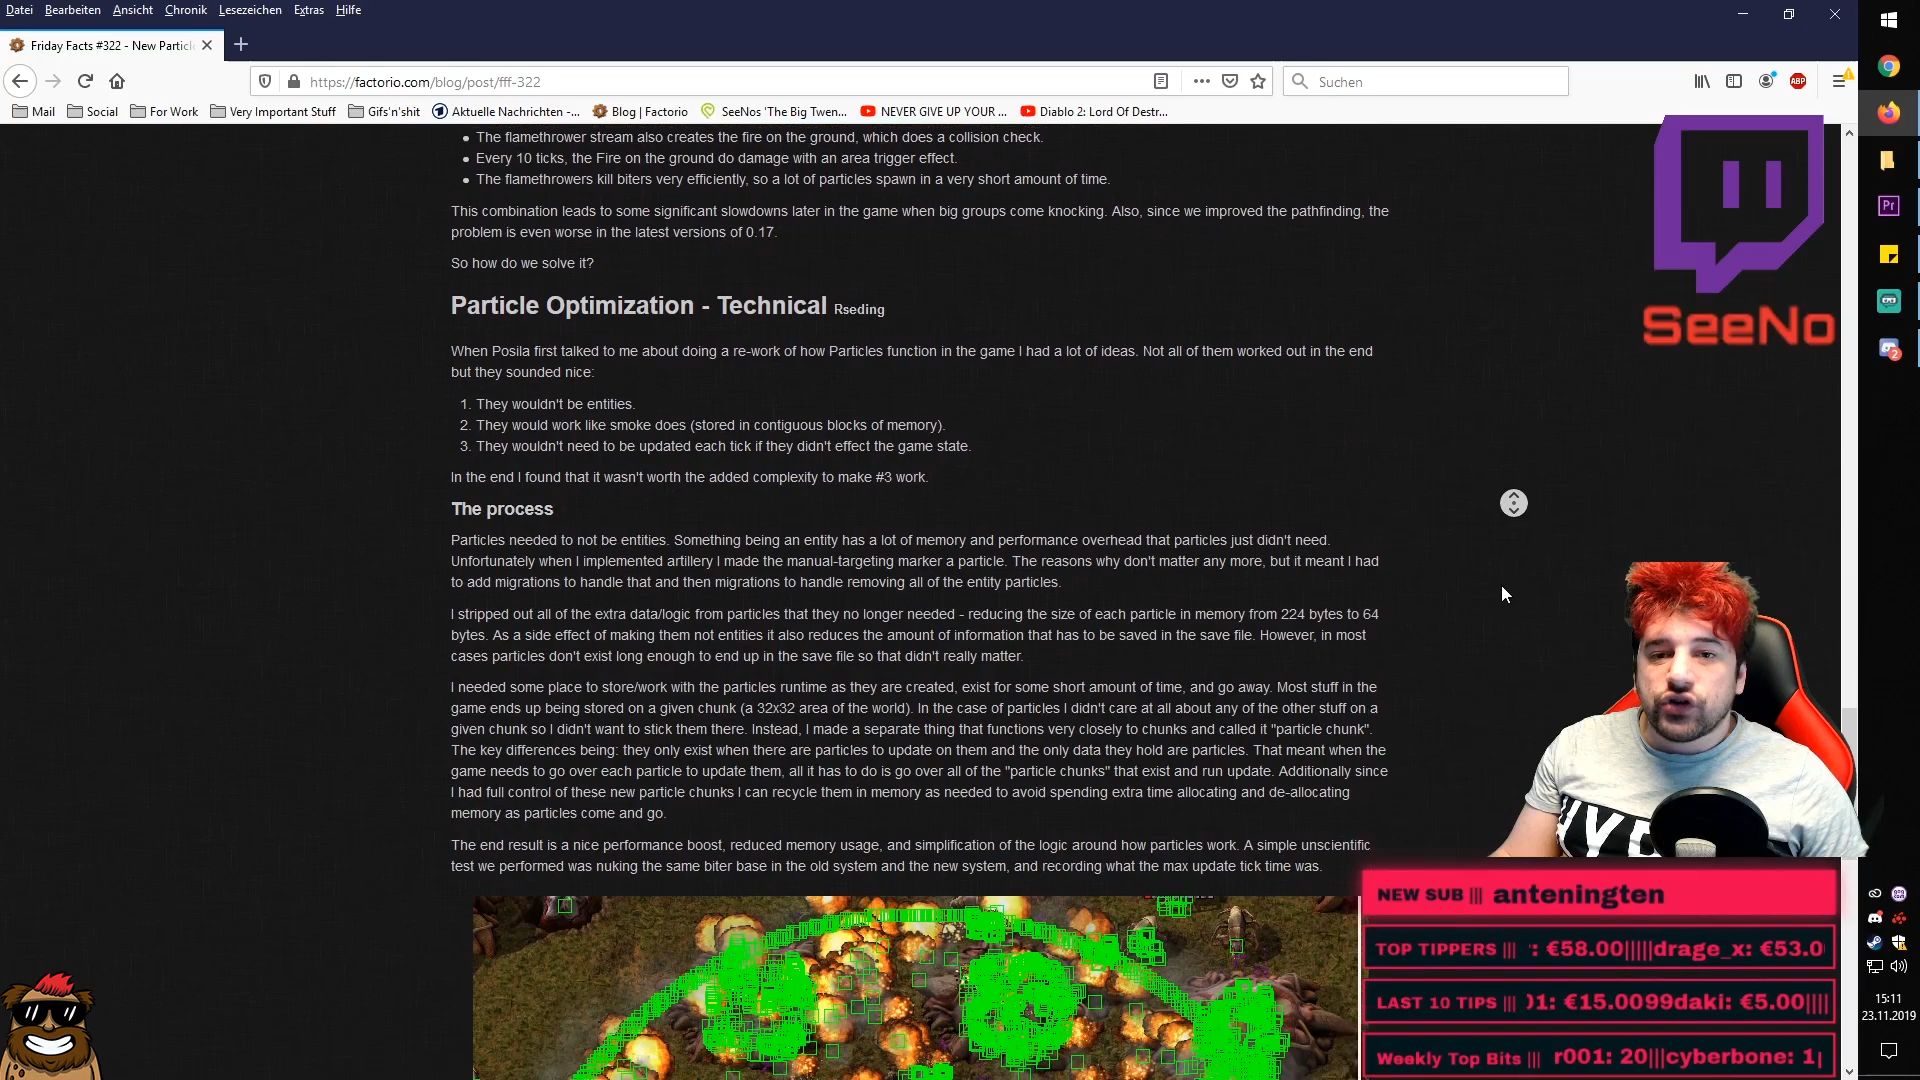 Datei Bearbeiten Ansicht Chronik Lesezeichen Extras Hilfe
Friday Facts #322 - New Particl
https://factorio.com/blog/post/fff-322
Suchen
ABP
Mail Social For Work Very Important Stuff Gifs'n'shit Aktuelle Nachrichten -... Blog | Factorio SeeNos 'The Big Twen... NEVER GIVE UP YOUR ... Diablo 2: Lord Of Destr...
The flamethrower stream also creates the fire on the ground, which does a collision check.
Every 10 ticks, the Fire on the ground do damage with an area trigger effect.
The flamethrowers kill biters very efficiently, so a lot of particles spawn in a very short amount of time.
This combination leads to some significant slowdowns later in the game when big groups come knocking. Also, since we improved the pathfinding, the
problem is even worse in the latest versions of 0.17.
So how do we solve it?
Particle Optimization - Technical Rseding
When Posila first talked to me about doing a re-work of how Particles function in the game I had a lot of ideas. Not all of them worked out in the end
but they sounded nice:
1. They wouldn't be entities.
2. They would work like smoke does (stored in contiguous blocks of memory).
3. They wouldn't need to be updated each tick if they didn't effect the game state.
In the end I found that it wasn't worth the added complexity to make #3 work.
The process
Particles needed to not be entities. Something being an entity has a lot of memory and performance overhead that particles just didn't need.
Unfortunately when I implemented artillery I made the manual-targeting marker a particle. The reasons why don't matter any more, but it meant I had
to add migrations to handle that and then migrations to handle removing all of the entity particles.
I stripped out all of the extra data/logic from particles that they no longer needed - reducing the size of each particle in memory from 224 bytes to 64
bytes. As a side effect of making them not entities it also reduces the amount of information that has to be saved in the save file. However, in most
cases particles don't exist long enough to end up in the save file so that didn't really matter.
I needed some place to store/work with the particles runtime as they are created, exist for some short amount of time, and go away. Most stuff in the
game ends up being stored on a given chunk (a 32x32 area of the world). In the case of particles I didn't care at all about any of the other stuff on a
given chunk so I didn't want to stick them there. Instead, I made a separate thing that functions very closely to chunks and called it "particle chunk".
The key differences being: they only exist when there are particles to update on them and the only data they hold are particles. That meant when the
game needs to go over each particle to update them, all it has to do is go over all of the "particle chunks" that exist and run update. Additionally since
I had full control of these new particle chunks I can recycle them in memory as needed to avoid spending extra time allocating and de-allocating
memory as particles come and go.
The end result is a nice performance boost, reduced memory usage, and simplification of the logic around how particles work. A simple unscientific
test we performed was nuking the same biter base in the old system and the new system, and recording what the max update tick time was.
SeeNo
Pr
2
HYPE
NEW SUB ||| anteningten
TOP TIPPERS ||| : €58.00|||||drage_x: €53.0
LAST 10 TIPS ||| )1: €15.0099daki: €5.00||||
Weekly Top Bits ||| r001: 20|||cyberbone: 1|
15:11
23.11.2019